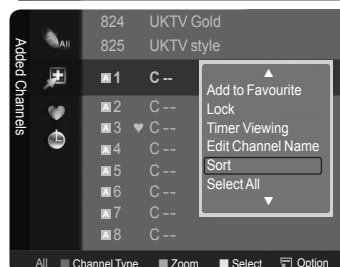 824 UKTV Gold
All
825 UKTV style
Added Channels
A 1 C --
Add to Favourite
Lock
Timer Viewing
Edit Channel Name
Sort
Select All
A 2 C --
A 3 ♥ C --
A 4 C --
A 5 C --
A 6 C --
A 7 C --
A 8 C --
All Channel Type Zoom Select Option